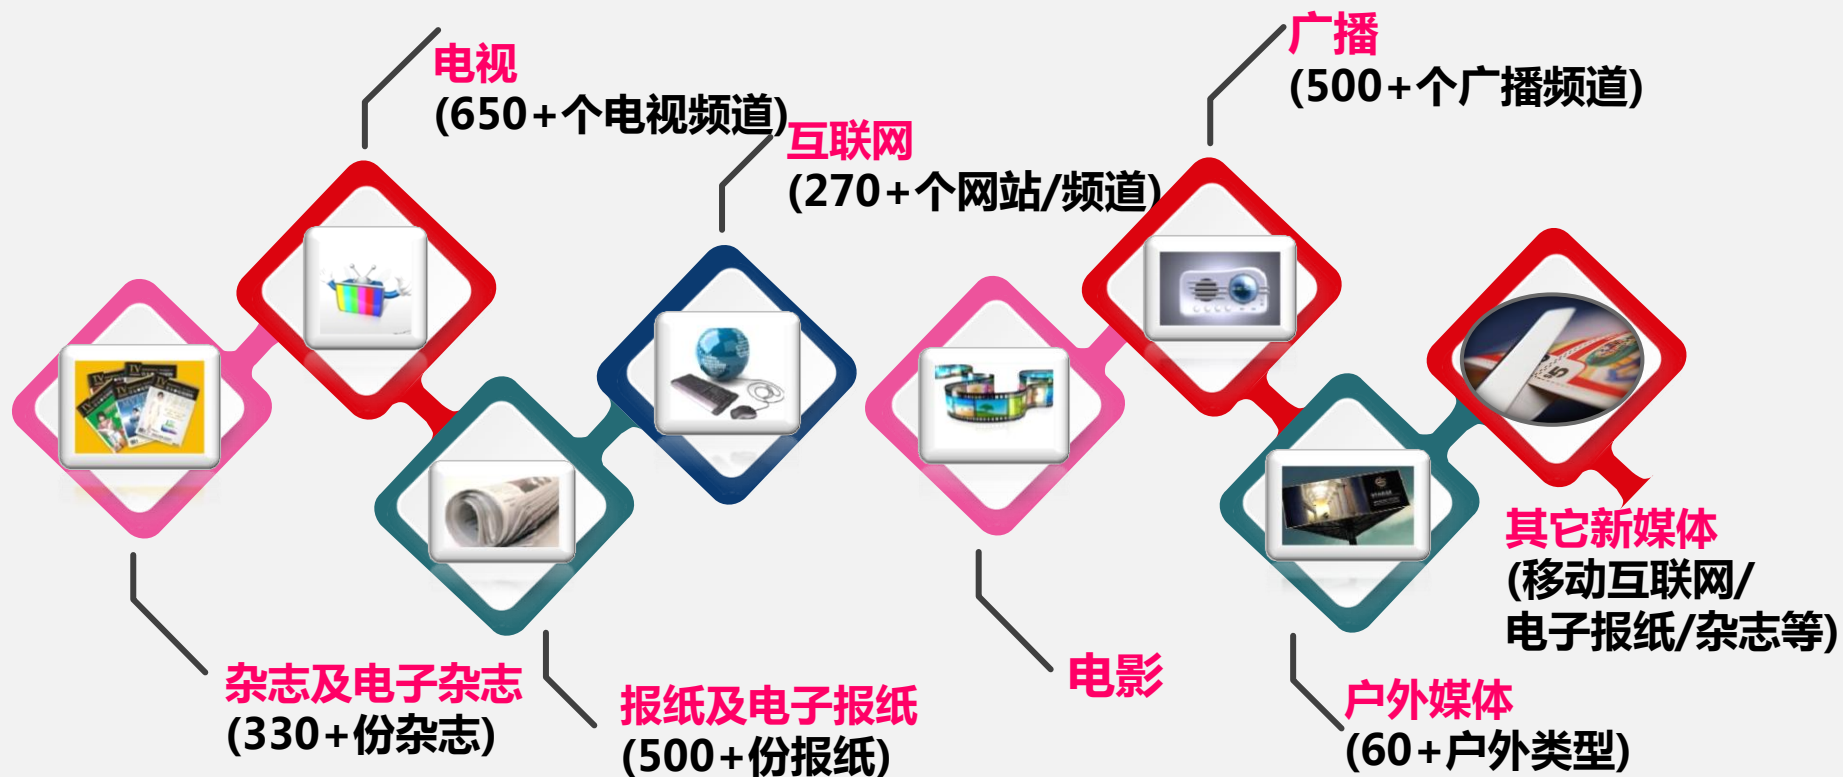 电视
(650+个电视频道)
互联网
(270+个网站/频道)
广播
(500+个广播频道)
杂志及电子杂志
(330+份杂志)
报纸及电子报纸
(500+份报纸)
电影
户外媒体
(60+户外类型)
其它新媒体
(移动互联网/
电子报纸/杂志等)